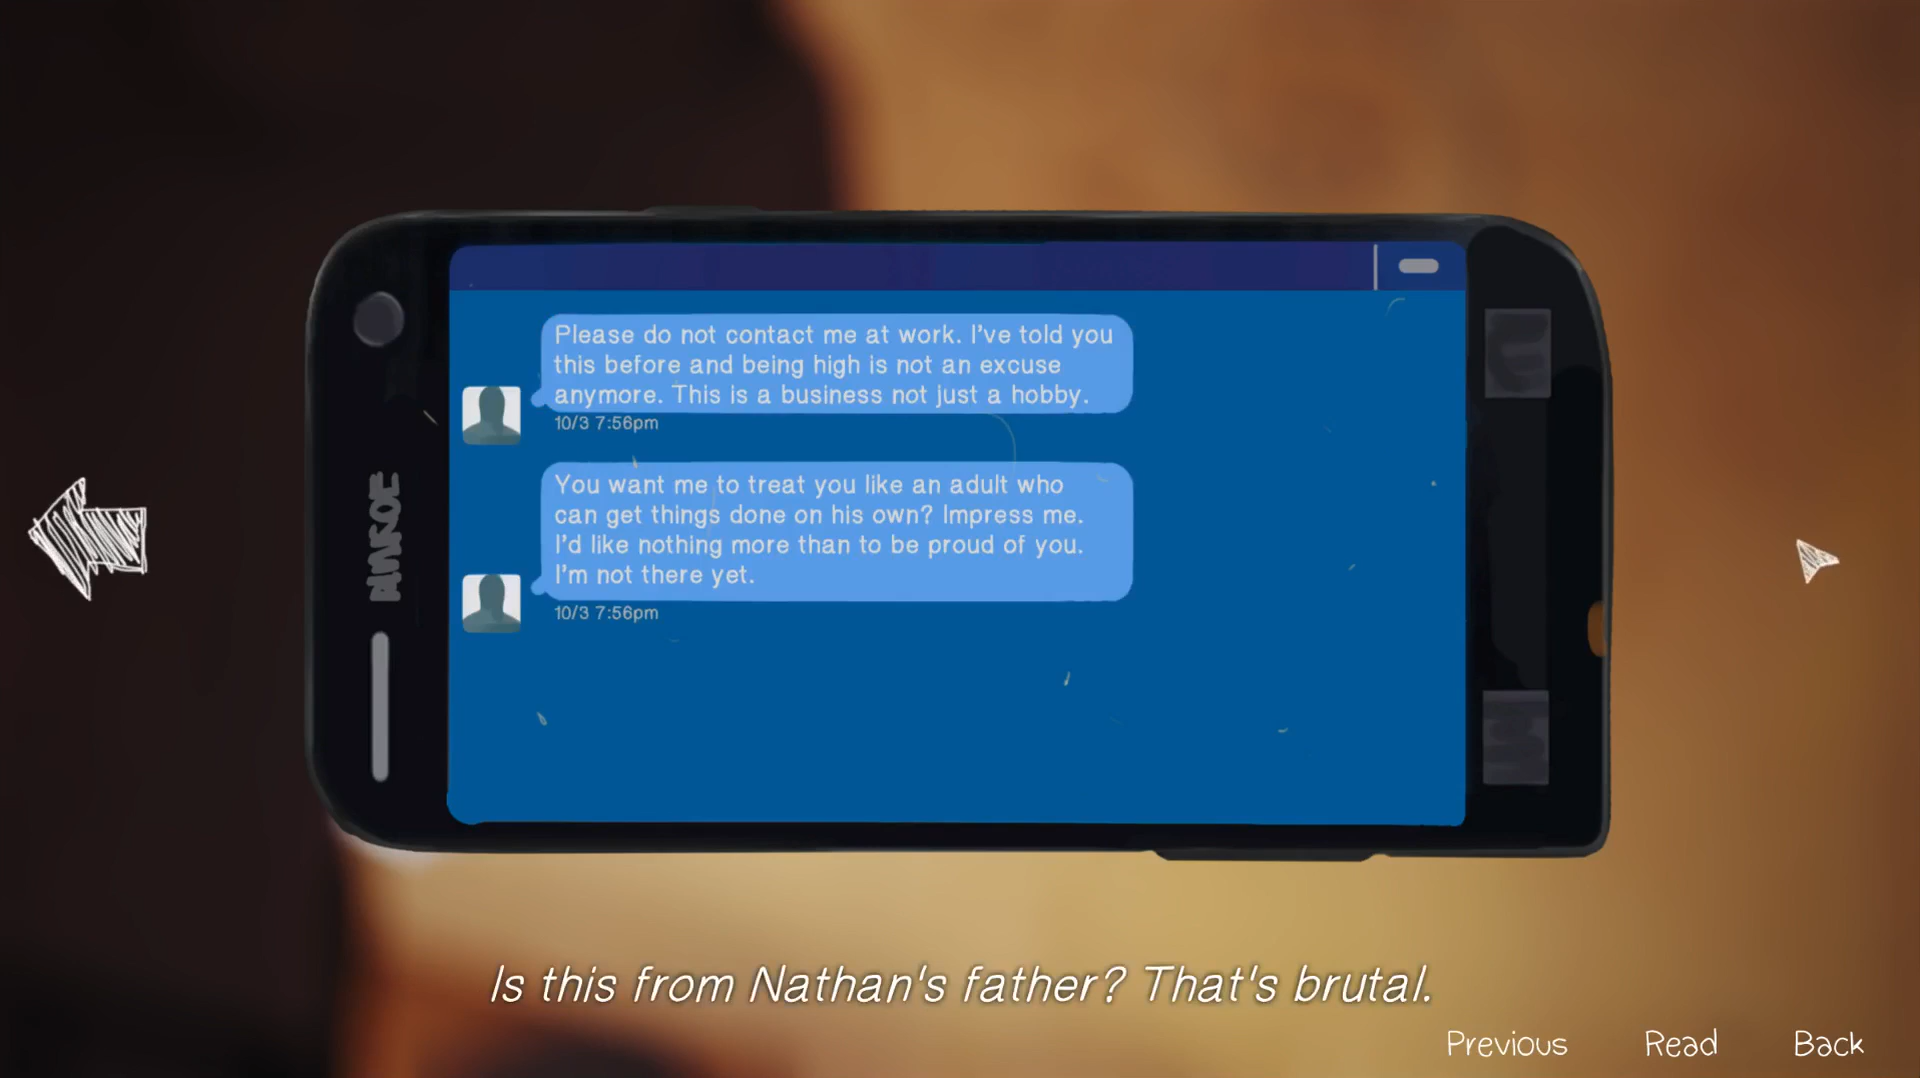 Please do not contact me at work. I've told you
this before and being high is not an excuse
anymore. This is a business not just a hobby.
10/3 7:56pm
You want me to treat you like an adult who
can get things done on his own? Impress me.
I'd like nothing more than to be proud of you.
I'm not there yet.
10/3 7:56pm
Is this from Nathan's father? That's brutal.
Previous Read Back